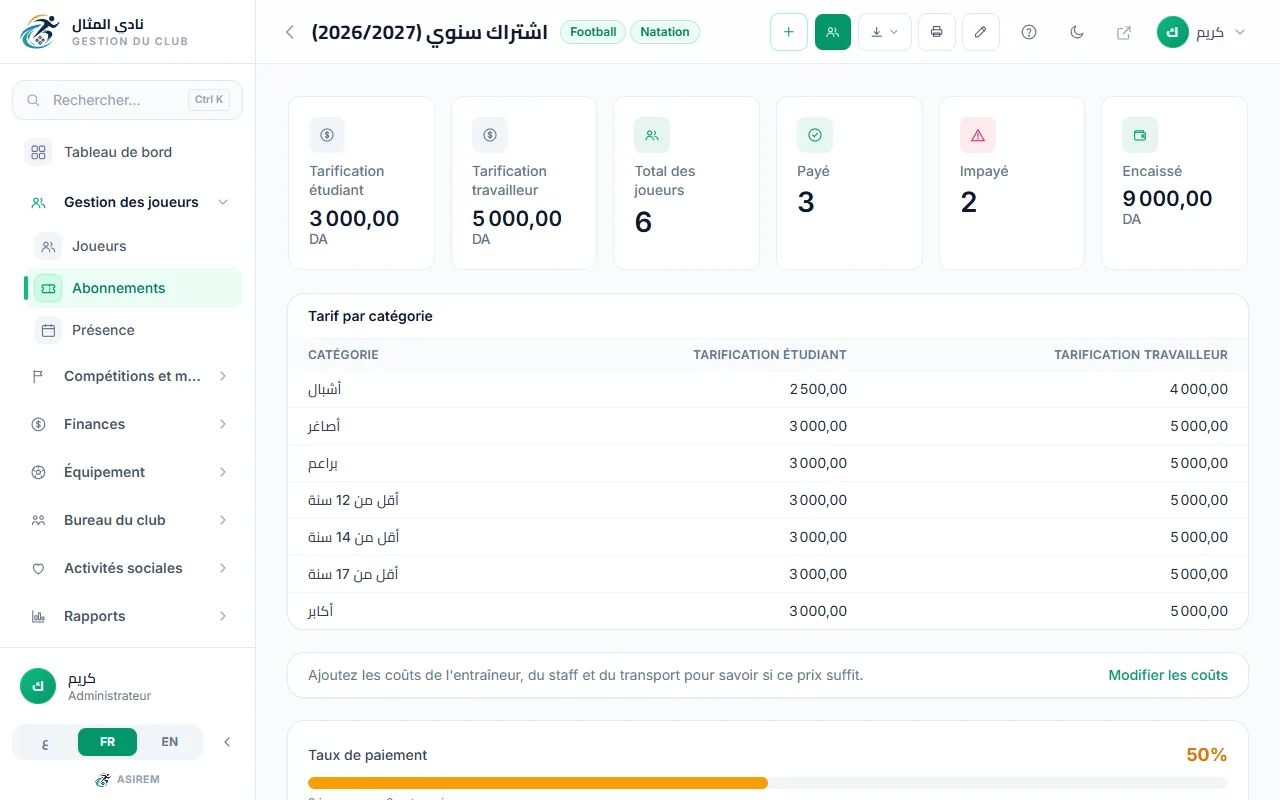 نادي المثال
GESTION DU CLUB
Rechercher...
Ctrl K
Tableau de bord
Gestion des joueurs
Joueurs
Abonnements
Présence
Compétitions et m...
Finances
Équipement
Bureau du club
Activités sociales
Rapports
ك
كريم
Administrateur
ع
FR
EN
ASIREM
اشتراك سنوي (2026/2027)
Football
Natation
ك
كريم
Tarification étudiant
3 000,00
DA
Tarification travailleur
5 000,00
DA
Total des joueurs
6
Payé
3
Impayé
2
Encaissé
9 000,00
DA
Tarif par catégorie
CATÉGORIE TARIFICATION ÉTUDIANT TARIFICATION TRAVAILLEUR
أشبال 2 500,00 4 000,00
أصاغر 3 000,00 5 000,00
براعم 3 000,00 5 000,00
أقل من 12 سنة 3 000,00 5 000,00
أقل من 14 سنة 3 000,00 5 000,00
أقل من 17 سنة 3 000,00 5 000,00
أكابر 3 000,00 5 000,00
Ajoutez les coûts de l'entraîneur, du staff et du transport pour savoir si ce prix suffit.
Modifier les coûts
Taux de paiement
50%